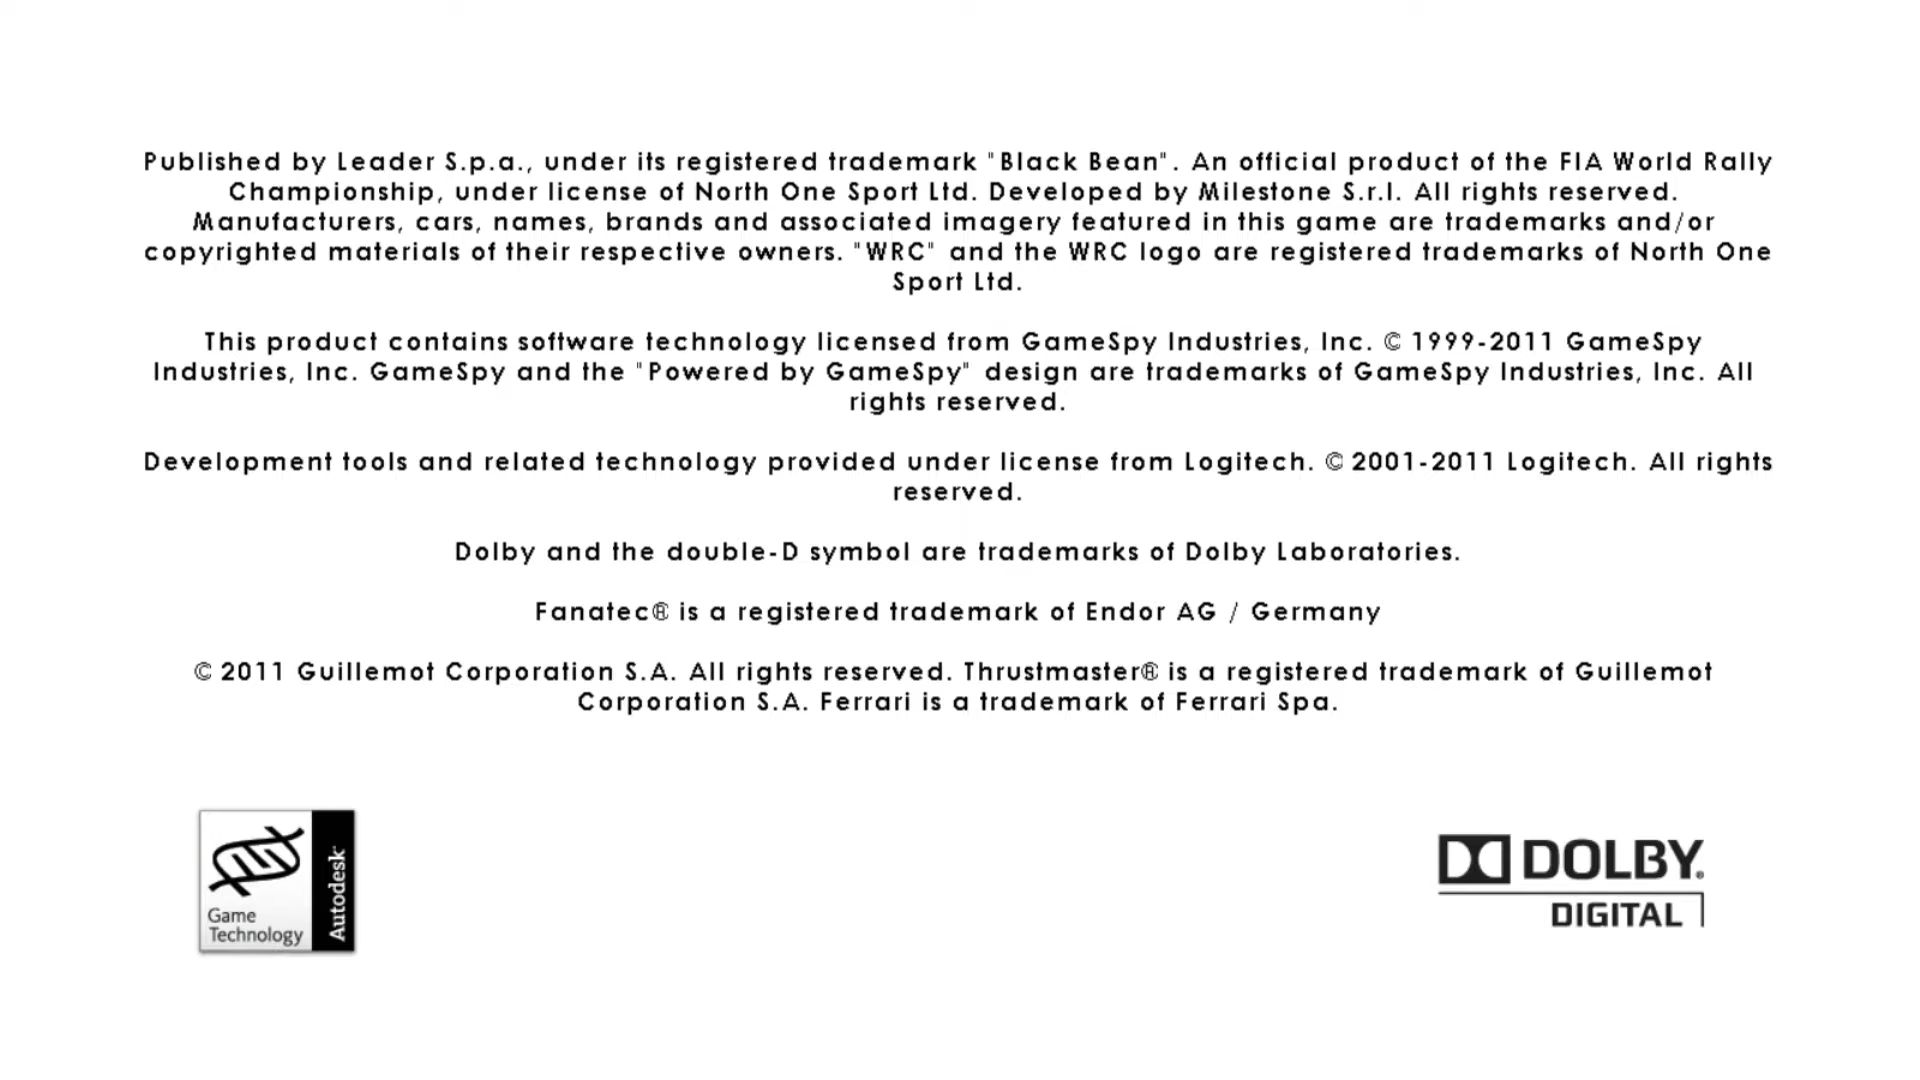 Published by Leader S.p.a., under its registered trademark "Black Bean". An official product of the FIA World Rally
Championship, under license of North One Sport Ltd. Developed by Milestone S.r.l. All rights reserved.
Manufacturers, cars, names, brands and associated imagery featured in this game are trademarks and/or
copyrighted materials of their respective owners. "WRC" and the WRC logo are registered trademarks of North One
Sport Ltd.
This product contains software technology licensed from GameSpy Industries, Inc. © 1999-2011 GameSpy
Industries, Inc. GameSpy and the "Powered by GameSpy" design are trademarks of GameSpy Industries, Inc. All
rights reserved.
Development tools and related technology provided under license from Logitech. © 2001-2011 Logitech. All rights
reserved.
Dolby and the double-D symbol are trademarks of Dolby Laboratories.
Fanatec® is a registered trademark of Endor AG / Germany
© 2011 Guillemot Corporation S.A. All rights reserved. Thrustmaster® is a registered trademark of Guillemot
Corporation S.A. Ferrari is a trademark of Ferrari Spa.
Game
Technology
Autodesk
DOLBY®
DIGITAL